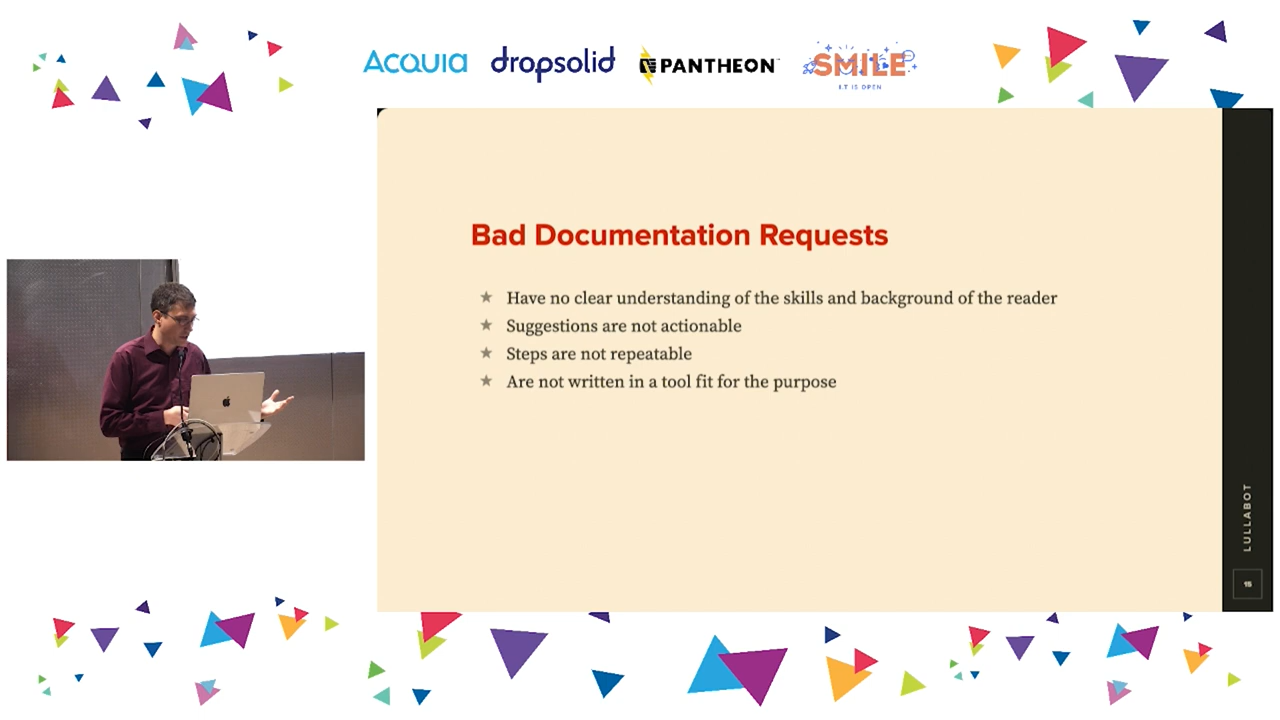 ACQUIA
dropsolid
PANTHEON
SMILE
I.T IS OPEN
Bad Documentation Requests
Have no clear understanding of the skills and background of the reader
Suggestions are not actionable
Steps are not repeatable
Are not written in a tool fit for the purpose
LULLABOT